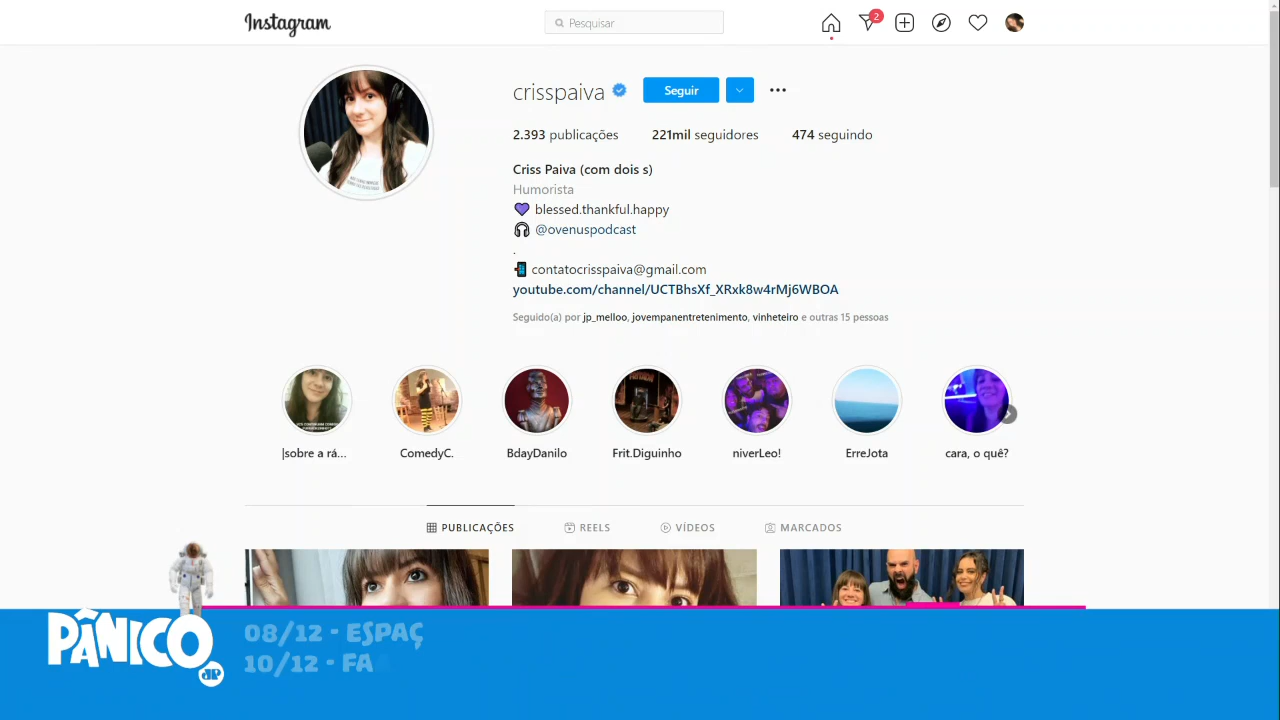 Instagram
Pesquisar
2
crisspaiva
Seguir
2.393 publicações 221mil seguidores 474 seguindo
Criss Paiva (com dois s)
Humorista
blessed.thankful.happy
@ovenuspodcast
.
contatocrisspaiva@gmail.com
youtube.com/channel/UCTBhsXf_XRxk8w4rMj6WBOA
Seguido(a) por jp_melloo, jovempanentretenimento, vinheteiro e outras 15 pessoas
|sobre a rá... ComedyC. BdayDanilo Frit.Diguinho niverLeo! ErreJota cara, o quê?
PUBLICAÇÕES REELS VÍDEOS MARCADOS
PÂNICO
JP
08/12 - ESPAÇ
10/12 - FA